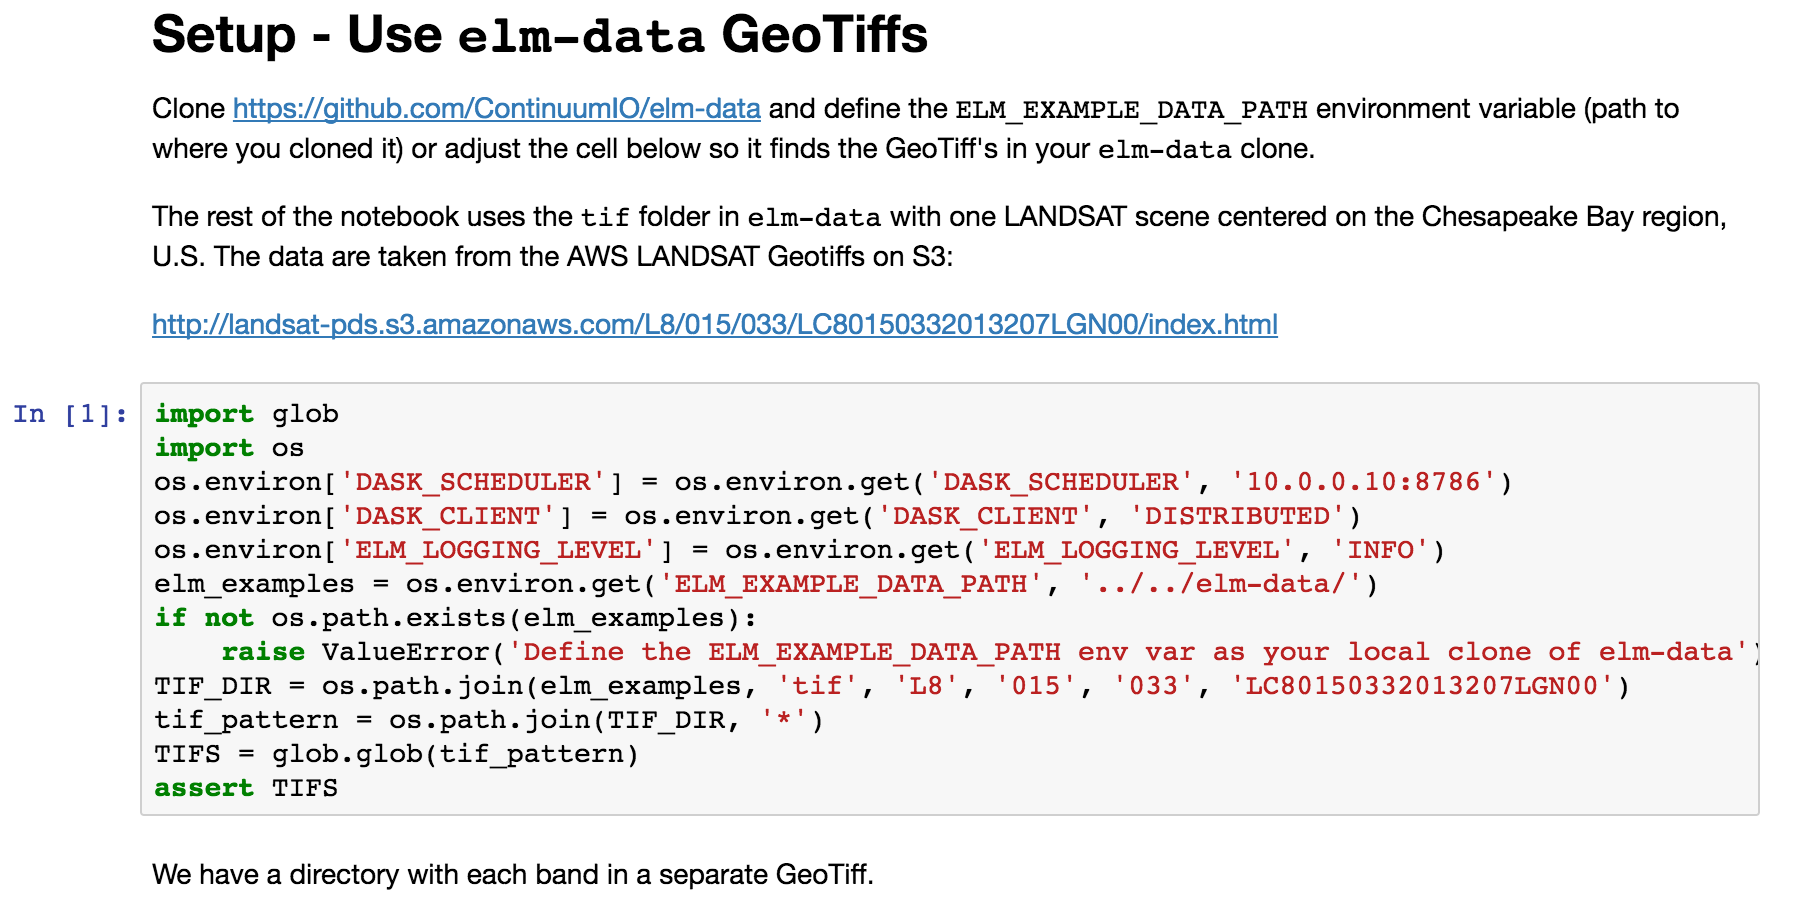 Setup - Use elm-data GeoTiffs
Clone https://github.com/ContinuumIO/elm-data and define the ELM_EXAMPLE_DATA_PATH environment variable (path to
where you cloned it) or adjust the cell below so it finds the GeoTiff's in your elm-data clone.
The rest of the notebook uses the tif folder in elm-data with one LANDSAT scene centered on the Chesapeake Bay region,
U.S. The data are taken from the AWS LANDSAT Geotiffs on S3:
http://landsat-pds.s3.amazonaws.com/L8/015/033/LC80150332013207LGN00/index.html
In [1]: import glob
import os
os.environ['DASK_SCHEDULER'] = os.environ.get('DASK_SCHEDULER', '10.0.0.10:8786')
os.environ['DASK_CLIENT'] = os.environ.get('DASK_CLIENT', 'DISTRIBUTED')
os.environ['ELM_LOGGING_LEVEL'] = os.environ.get('ELM_LOGGING_LEVEL', 'INFO')
elm_examples = os.environ.get('ELM_EXAMPLE_DATA_PATH', '../../elm-data/')
if not os.path.exists(elm_examples):
    raise ValueError('Define the ELM_EXAMPLE_DATA_PATH env var as your local clone of elm-data')
TIF_DIR = os.path.join(elm_examples, 'tif', 'L8', '015', '033', 'LC80150332013207LGN00')
tif_pattern = os.path.join(TIF_DIR, '*')
TIFS = glob.glob(tif_pattern)
assert TIFS
We have a directory with each band in a separate GeoTiff.